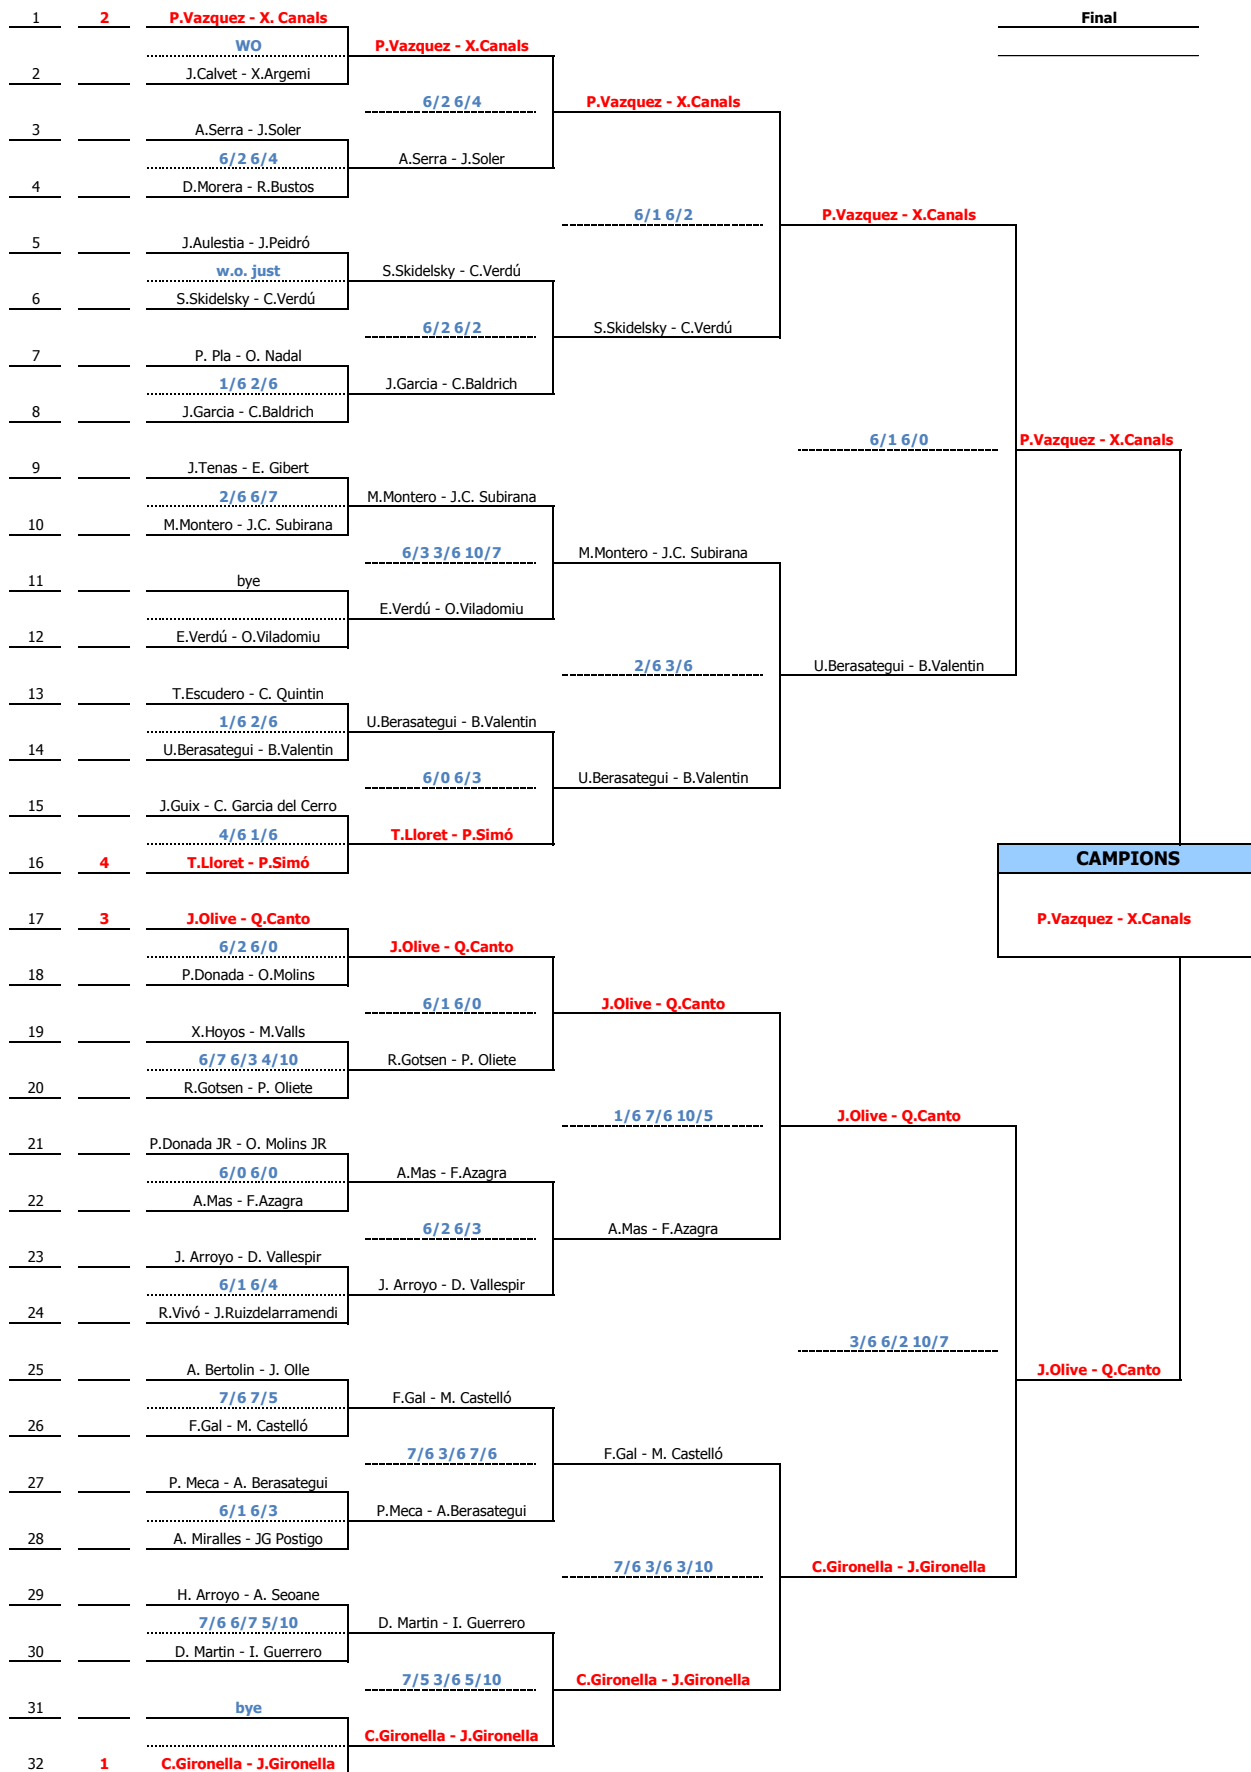 1 2 P.Vazquez - X. Canals Final
WO P.Vazquez - X.Canals
2 J.Calvet - X.Argemi
6/2 6/4 P.Vazquez - X.Canals
3 A.Serra - J.Soler
6/2 6/4 A.Serra - J.Soler
4 D.Morera - R.Bustos
6/1 6/2 P.Vazquez - X.Canals
5 J.Aulestia - J.Peidró
w.o. just S.Skidelsky - C.Verdú
6 S.Skidelsky - C.Verdú
6/2 6/2 S.Skidelsky - C.Verdú
7 P. Pla - O. Nadal
1/6 2/6 J.Garcia - C.Baldrich
8 J.Garcia - C.Baldrich
6/1 6/0 P.Vazquez - X.Canals
9 J.Tenas - E. Gibert
2/6 6/7 M.Montero - J.C. Subirana
10 M.Montero - J.C. Subirana
6/3 3/6 10/7 M.Montero - J.C. Subirana
11 bye
E.Verdú - O.Viladomiu
12 E.Verdú - O.Viladomiu
2/6 3/6 U.Berasategui - B.Valentin
13 T.Escudero - C. Quintin
1/6 2/6 U.Berasategui - B.Valentin
14 U.Berasategui - B.Valentin
6/0 6/3 U.Berasategui - B.Valentin
15 J.Guix - C. Garcia del Cerro
4/6 1/6 T.Lloret - P.Simó
16 4 T.Lloret - P.Simó CAMPIONS
17 3 J.Olive - Q.Canto P.Vazquez - X.Canals
6/2 6/0 J.Olive - Q.Canto
18 P.Donada - O.Molins
6/1 6/0 J.Olive - Q.Canto
19 X.Hoyos - M.Valls
6/7 6/3 4/10 R.Gotsen - P. Oliete
20 R.Gotsen - P. Oliete
1/6 7/6 10/5 J.Olive - Q.Canto
21 P.Donada JR - O. Molins JR
6/0 6/0 A.Mas - F.Azagra
22 A.Mas - F.Azagra
6/2 6/3 A.Mas - F.Azagra
23 J. Arroyo - D. Vallespir
6/1 6/4 J. Arroyo - D. Vallespir
24 R.Vivó - J.Ruizdelarramendi
3/6 6/2 10/7
25 A. Bertolin - J. Olle J.Olive - Q.Canto
7/6 7/5 F.Gal - M. Castelló
26 F.Gal - M. Castelló
7/6 3/6 7/6 F.Gal - M. Castelló
27 P. Meca - A. Berasategui
6/1 6/3 P.Meca - A.Berasategui
28 A. Miralles - JG Postigo
7/6 3/6 3/10 C.Gironella - J.Gironella
29 H. Arroyo - A. Seoane
7/6 6/7 5/10 D. Martin - I. Guerrero
30 D. Martin - I. Guerrero
7/5 3/6 5/10 C.Gironella - J.Gironella
31 bye
C.Gironella - J.Gironella
32 1 C.Gironella - J.Gironella